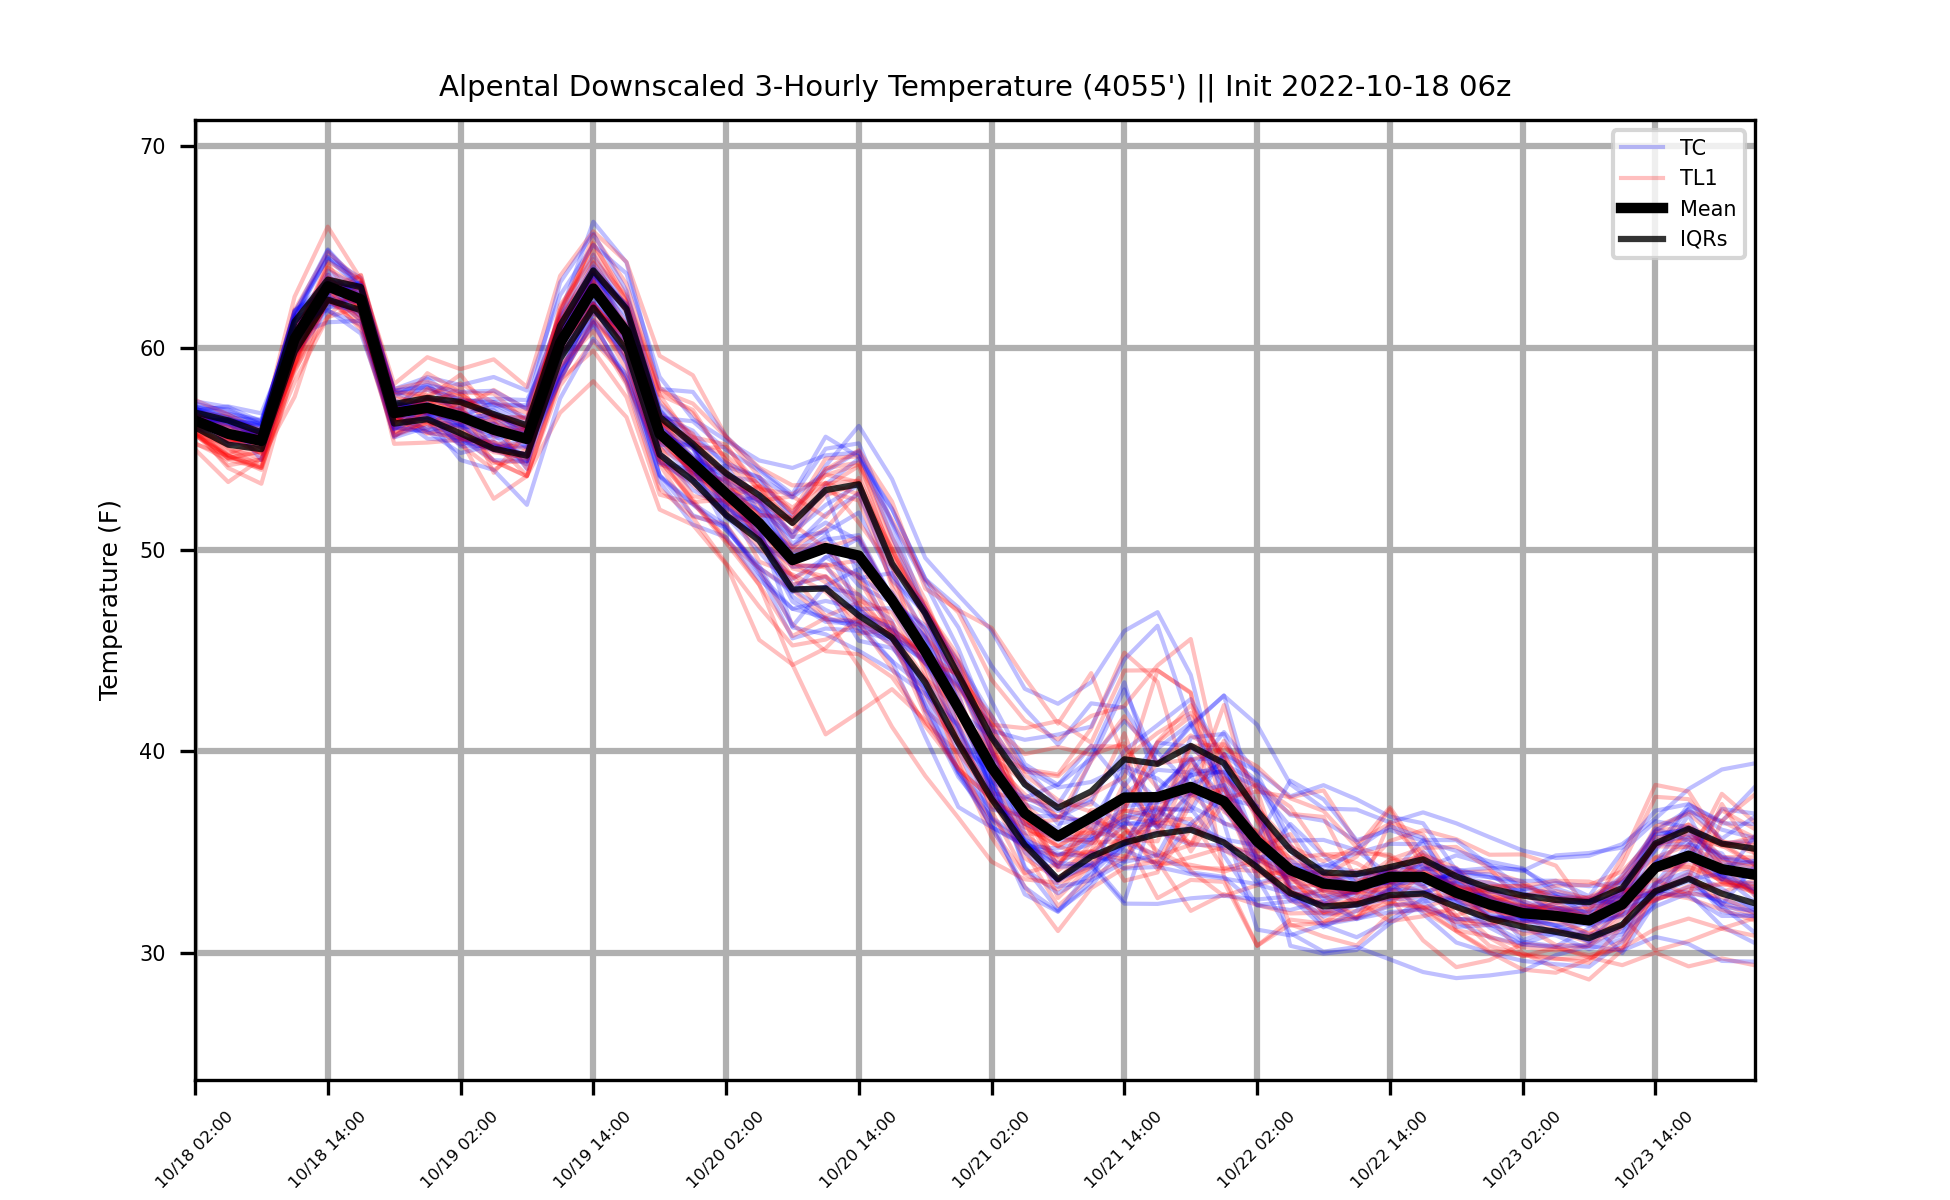 Alpental Downscaled 3-Hourly Temperature (4055') || Init 2022-10-18 06z
TC
TL1
Mean
IQRs
Temperature (F)
70
60
50
40
30
10/18 02:00
10/18 14:00
10/19 02:00
10/19 14:00
10/20 02:00
10/20 14:00
10/21 02:00
10/21 14:00
10/22 02:00
10/22 14:00
10/23 02:00
10/23 14:00